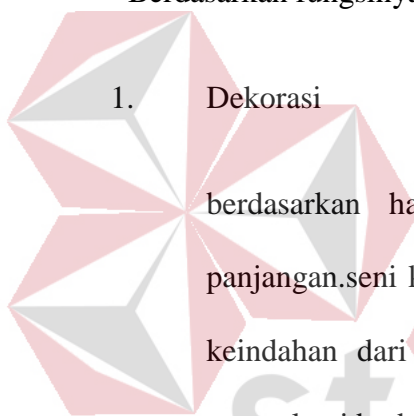 Berdasarkan fungsinya
1. Dekorasi
berdasarkan ha
panjangan.seni k
keindahan dari